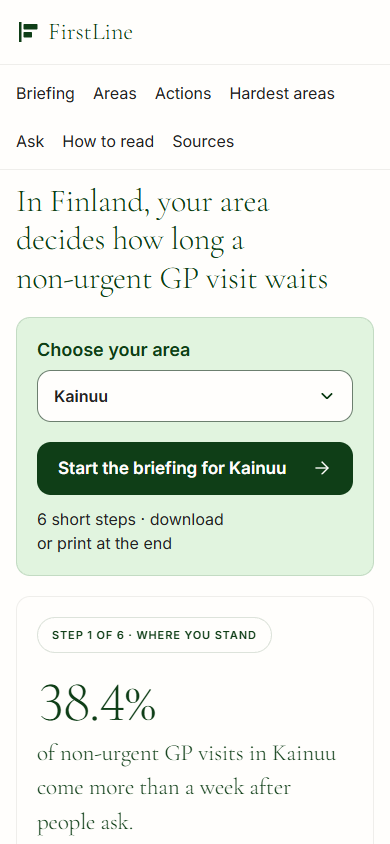 FirstLine
Briefing Areas Actions Hardest areas
Ask How to read Sources
In Finland, your area
decides how long a
non-urgent GP visit waits
Choose your area
Kainuu
Start the briefing for Kainuu →
6 short steps · download
or print at the end
STEP 1 OF 6 · WHERE YOU STAND
38.4%
of non-urgent GP visits in Kainuu
come more than a week after
people ask.